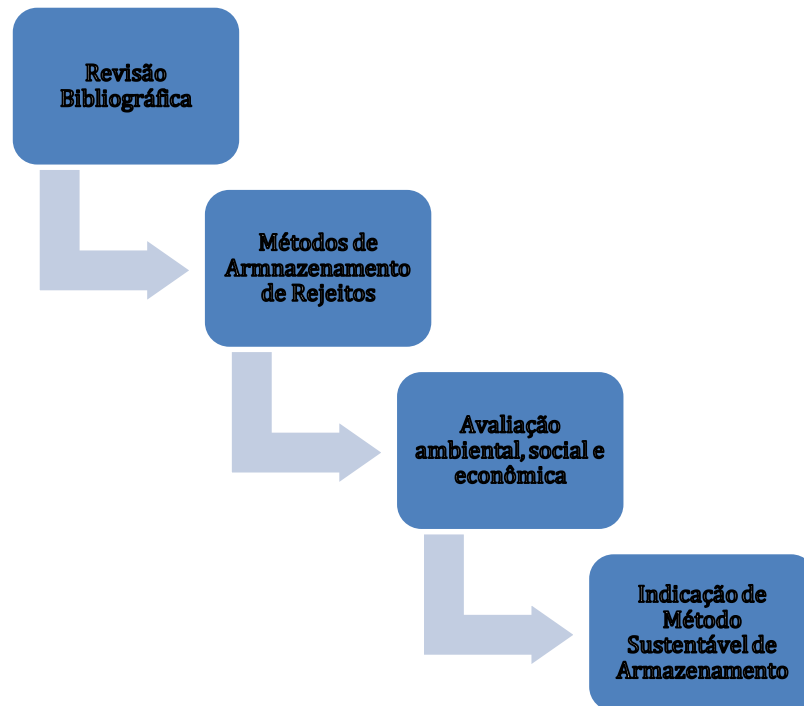 Revisão
Bibliográfica
Métodos de
Armnazenamento
de Rejeitos
Avaliação
ambiental, social e
econômica
Indicação de
Método
Sustentável de
Armazenamento